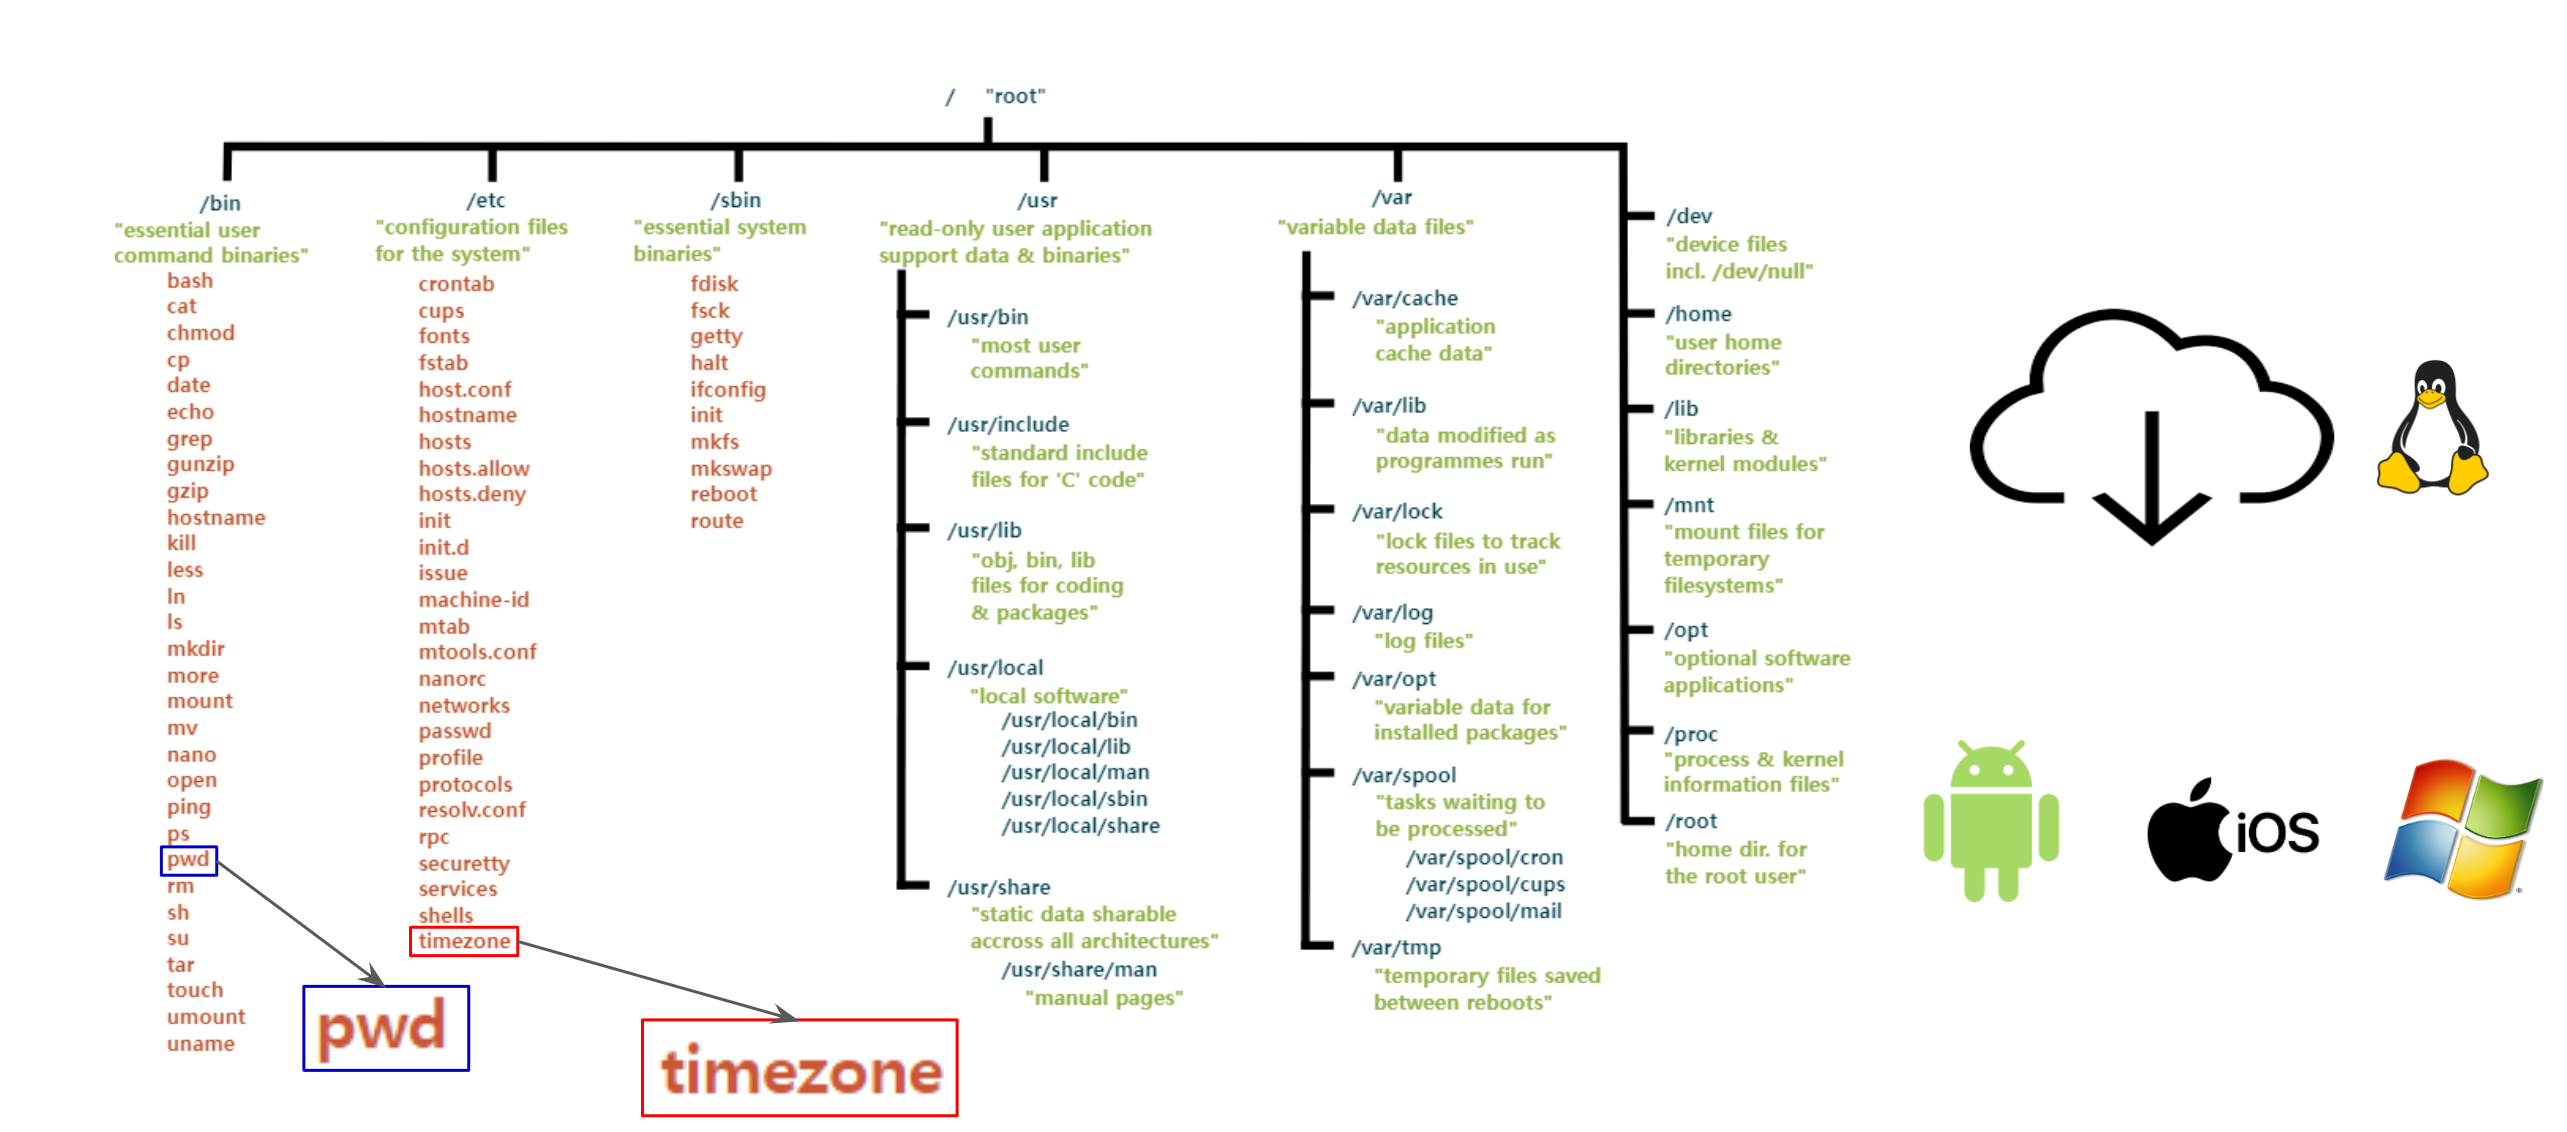 / "root"
/bin
"essential user
command binaries"
bash
cat
chmod
cp
date
echo
grep
gunzip
gzip
hostname
kill
less
ln
ls
mkdir
more
mount
mv
nano
open
ping
ps
pwd
rm
sh
su
tar
touch
umount
uname
pwd
/etc
"configuration files
for the system"
crontab
cups
fonts
fstab
host.conf
hostname
hosts
hosts.allow
hosts.deny
init
init.d
issue
machine-id
mtab
mtools.conf
nanorc
networks
passwd
profile
protocols
resolv.conf
rpc
securetty
services
shells
timezone
timezone
/sbin
"essential system
binaries"
fdisk
fsck
getty
halt
ifconfig
init
mkfs
mkswap
reboot
route
/usr
"read-only user application
support data & binaries"
/usr/bin
"most user
commands"
/usr/include
"standard include
files for 'C' code"
/usr/lib
"obj, bin, lib
files for coding
& packages"
/usr/local
"local software"
/usr/local/bin
/usr/local/lib
/usr/local/man
/usr/local/sbin
/usr/local/share
/usr/share
"static data sharable
accross all architectures"
/usr/share/man
"manual pages"
/var
"variable data files"
/var/cache
"application
cache data"
/var/lib
"data modified as
programmes run"
/var/lock
"lock files to track
resources in use"
/var/log
"log files"
/var/opt
"variable data for
installed packages"
/var/spool
"tasks waiting to
be processed"
/var/spool/cron
/var/spool/cups
/var/spool/mail
/var/tmp
"temporary files saved
between reboots"
/dev
"device files
incl. /dev/null"
/home
"user home
directories"
/lib
"libraries &
kernel modules"
/mnt
"mount files for
temporary
filesystems"
/opt
"optional software
applications"
/proc
"process & kernel
information files"
/root
"home dir. for
the root user"
iOS